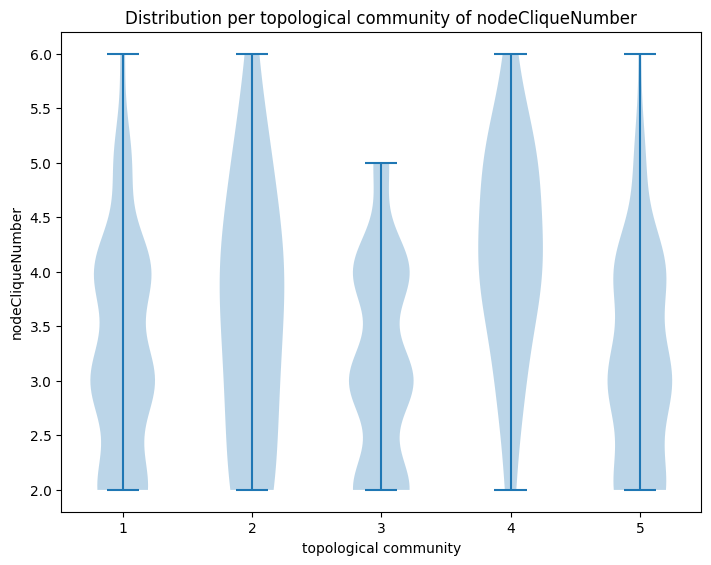 Distribution per topological community of nodeCliqueNumber
nodeCliqueNumber
6.0
5.5
5.0
4.5
4.0
3.5
3.0
2.5
2.0
1 2 3 4 5
topological community